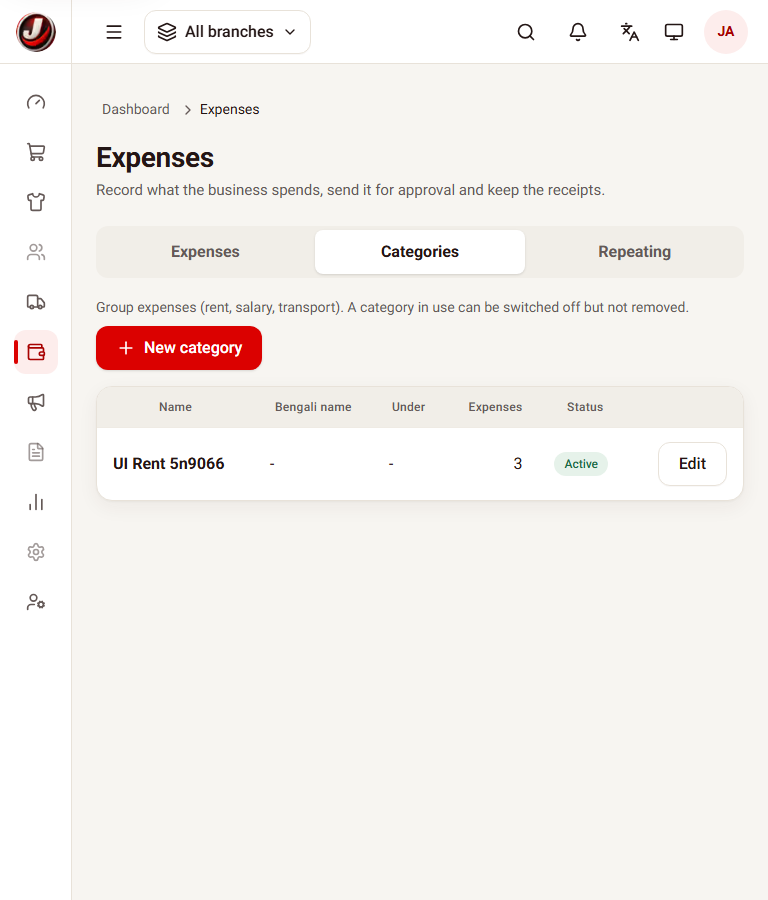 J
All branches
JA
Dashboard > Expenses
Expenses
Record what the business spends, send it for approval and keep the receipts.
Expenses Categories Repeating
Group expenses (rent, salary, transport). A category in use can be switched off but not removed.
+ New category
Name Bengali name Under Expenses Status
UI Rent 5n9066 - - 3 Active Edit